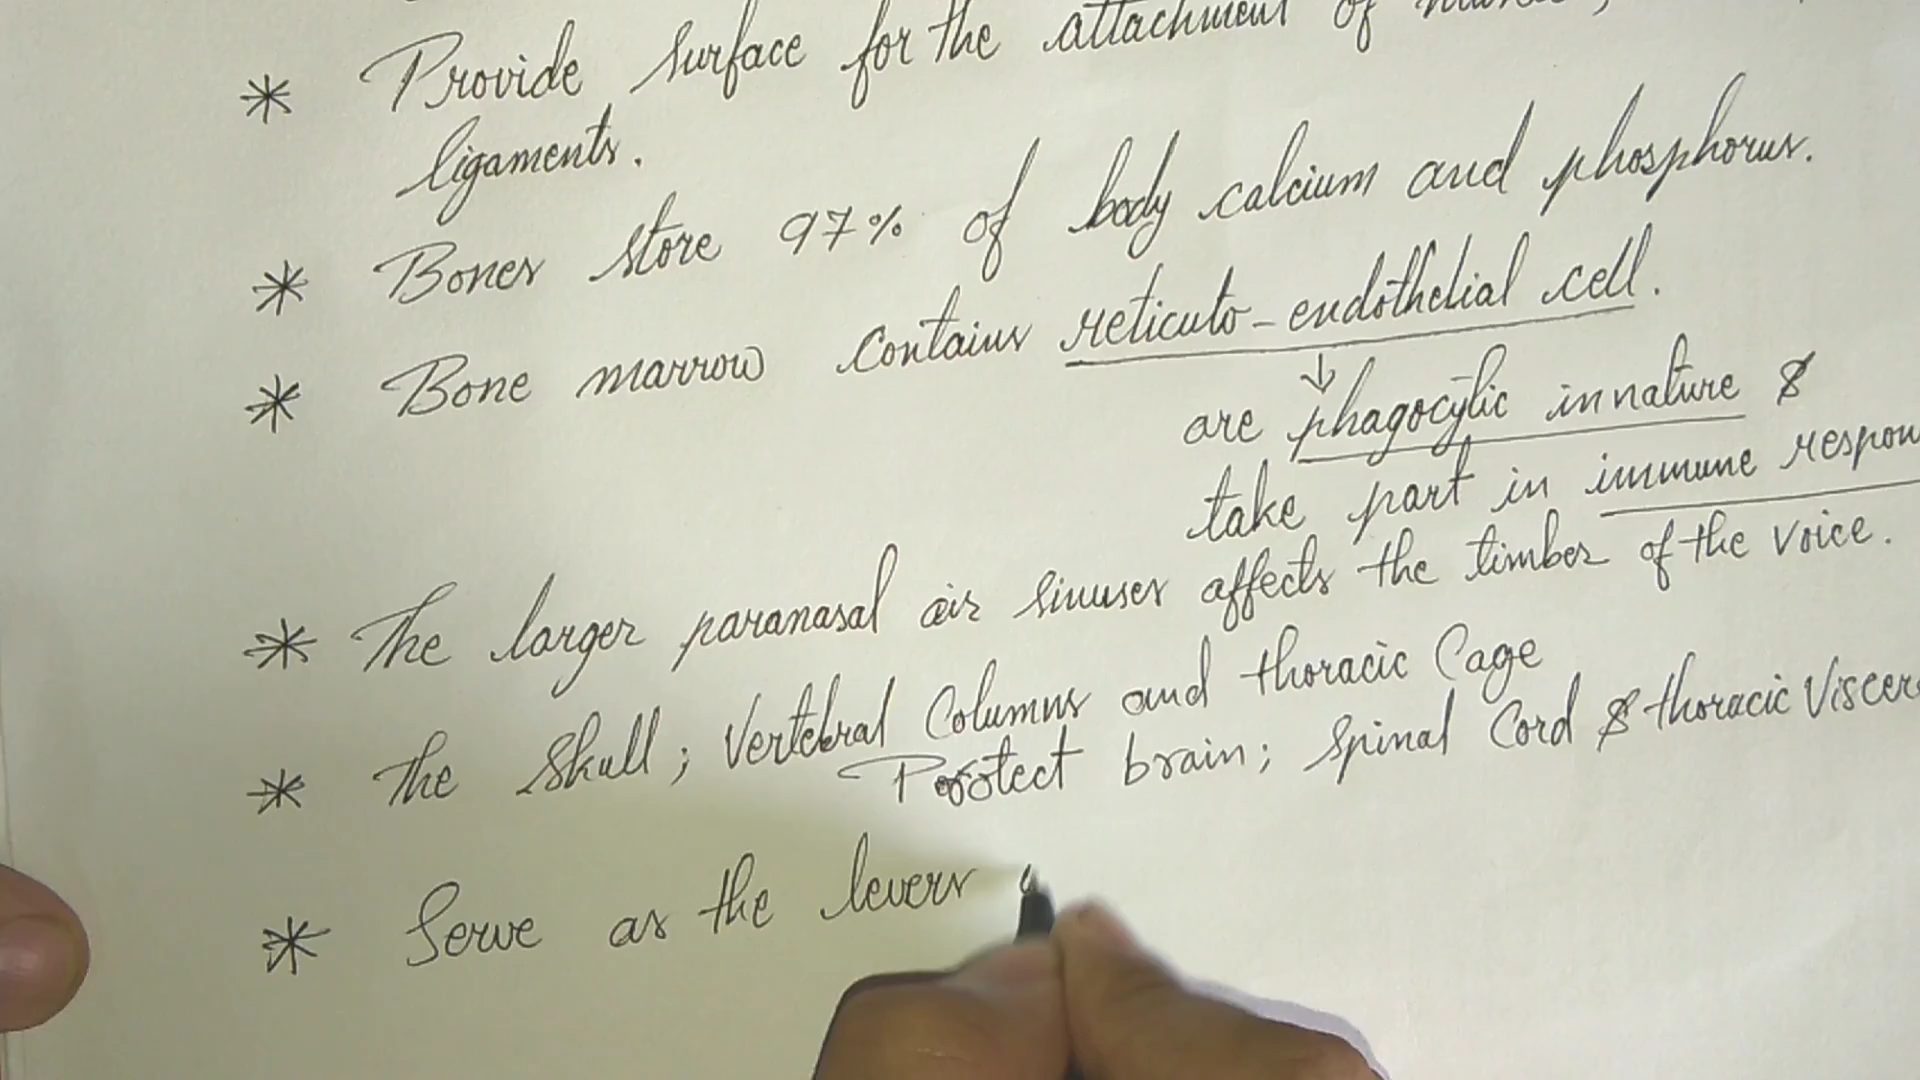 * Provide surface for the attachment of
ligaments.
* Bones store 97% of body calcium and phosphorus.
* Bone marrow contains reticulo-endothelial cell.
↓
are phagocytic in nature &
take part in immune
* The larger paranasal air sinuses affects the timber of the voice.
* The Skull; Vertebral Columns and thoracic Cage
Protect brain; Spinal Cord & thoracic
* Serve as the levers